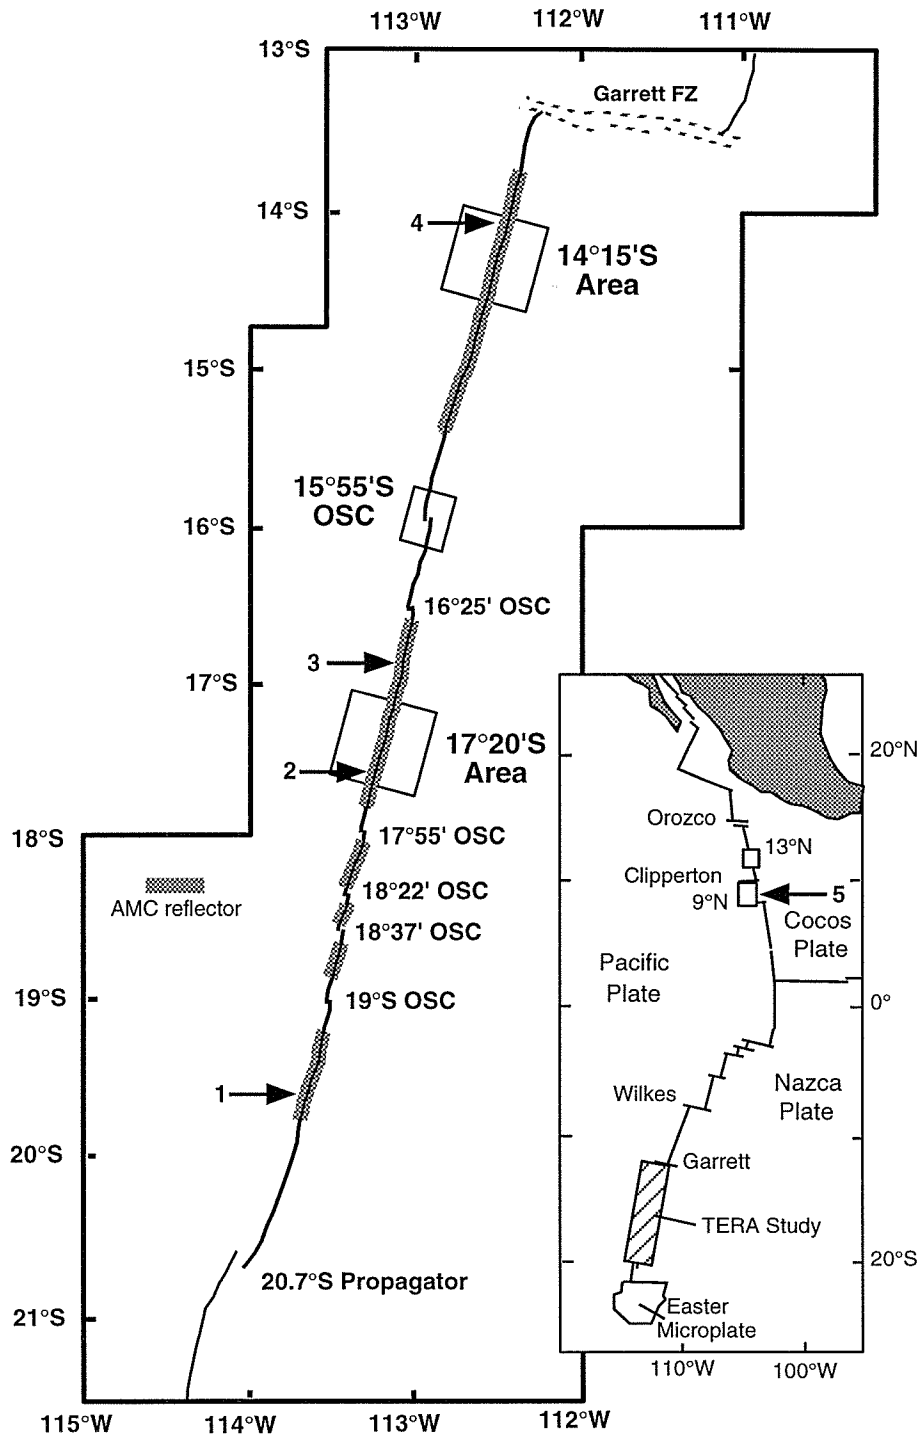 113°W
112°W
111°W
13°S
Garrett FZ
14°S
4
14°15'S
Area
15°S
15°55'S
OSC
16°S
16°25' OSC
3
17°S
17°20'S
Area
2
18°S
17°55' OSC
AMC reflector
18°22' OSC
18°37' OSC
19°S
19°S OSC
1
20°S
20.7°S Propagator
21°S
115°W
114°W
113°W
112°W
20°N
Orozco
13°N
Clipperton
9°N
5
Cocos
Plate
Pacific
Plate
0°
Nazca
Plate
Wilkes
Garrett
TERA Study
20°S
Easter
Microplate
110°W
100°W